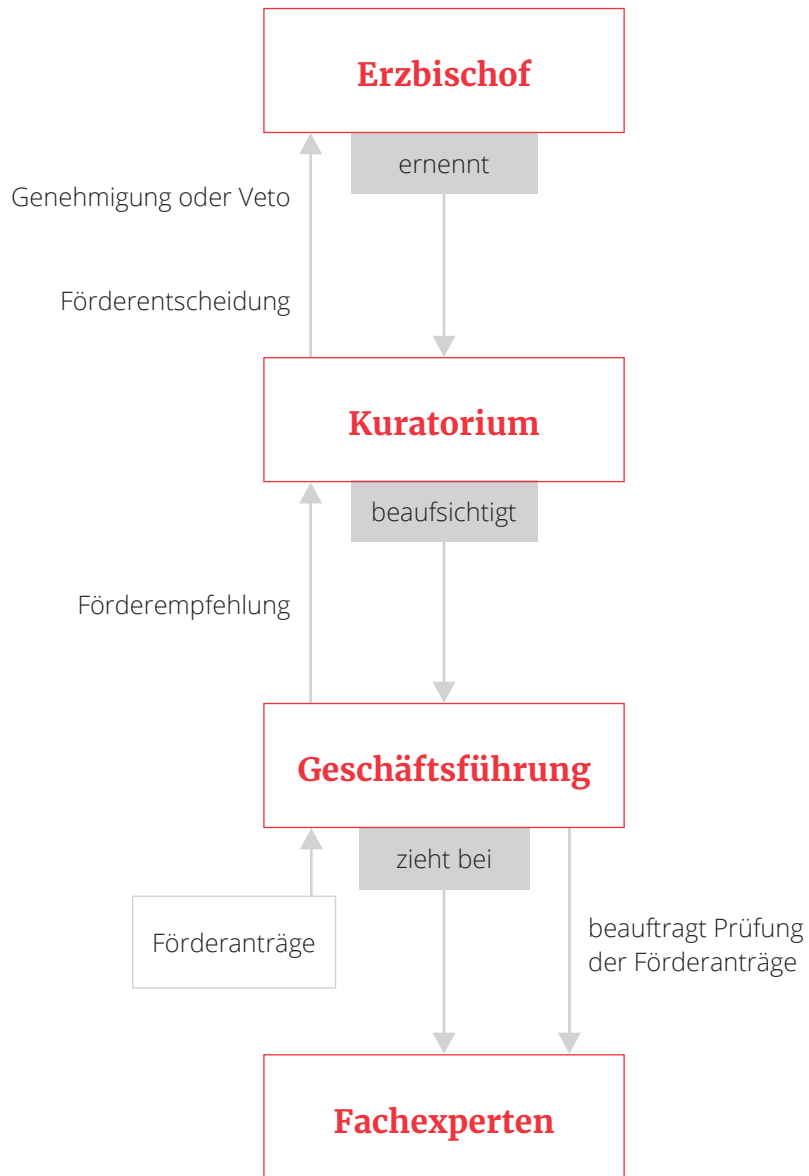 Erzbischof
ernennt
Genehmigung oder Veto
Förderentscheidung
Kuratorium
beaufsichtigt
Förderempfehlung
Geschäftsführung
zieht bei
Förderanträge
beauftragt Prüfung
der Förderanträge
Fachexperten